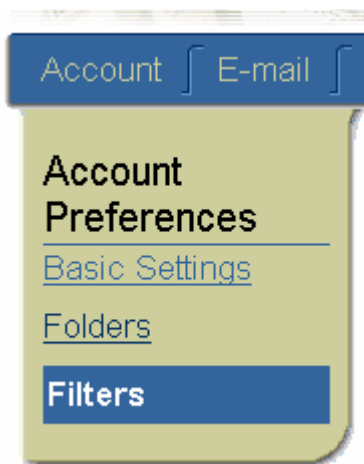 Account E-mail
Account
Preferences
Basic Settings
Folders
Filters